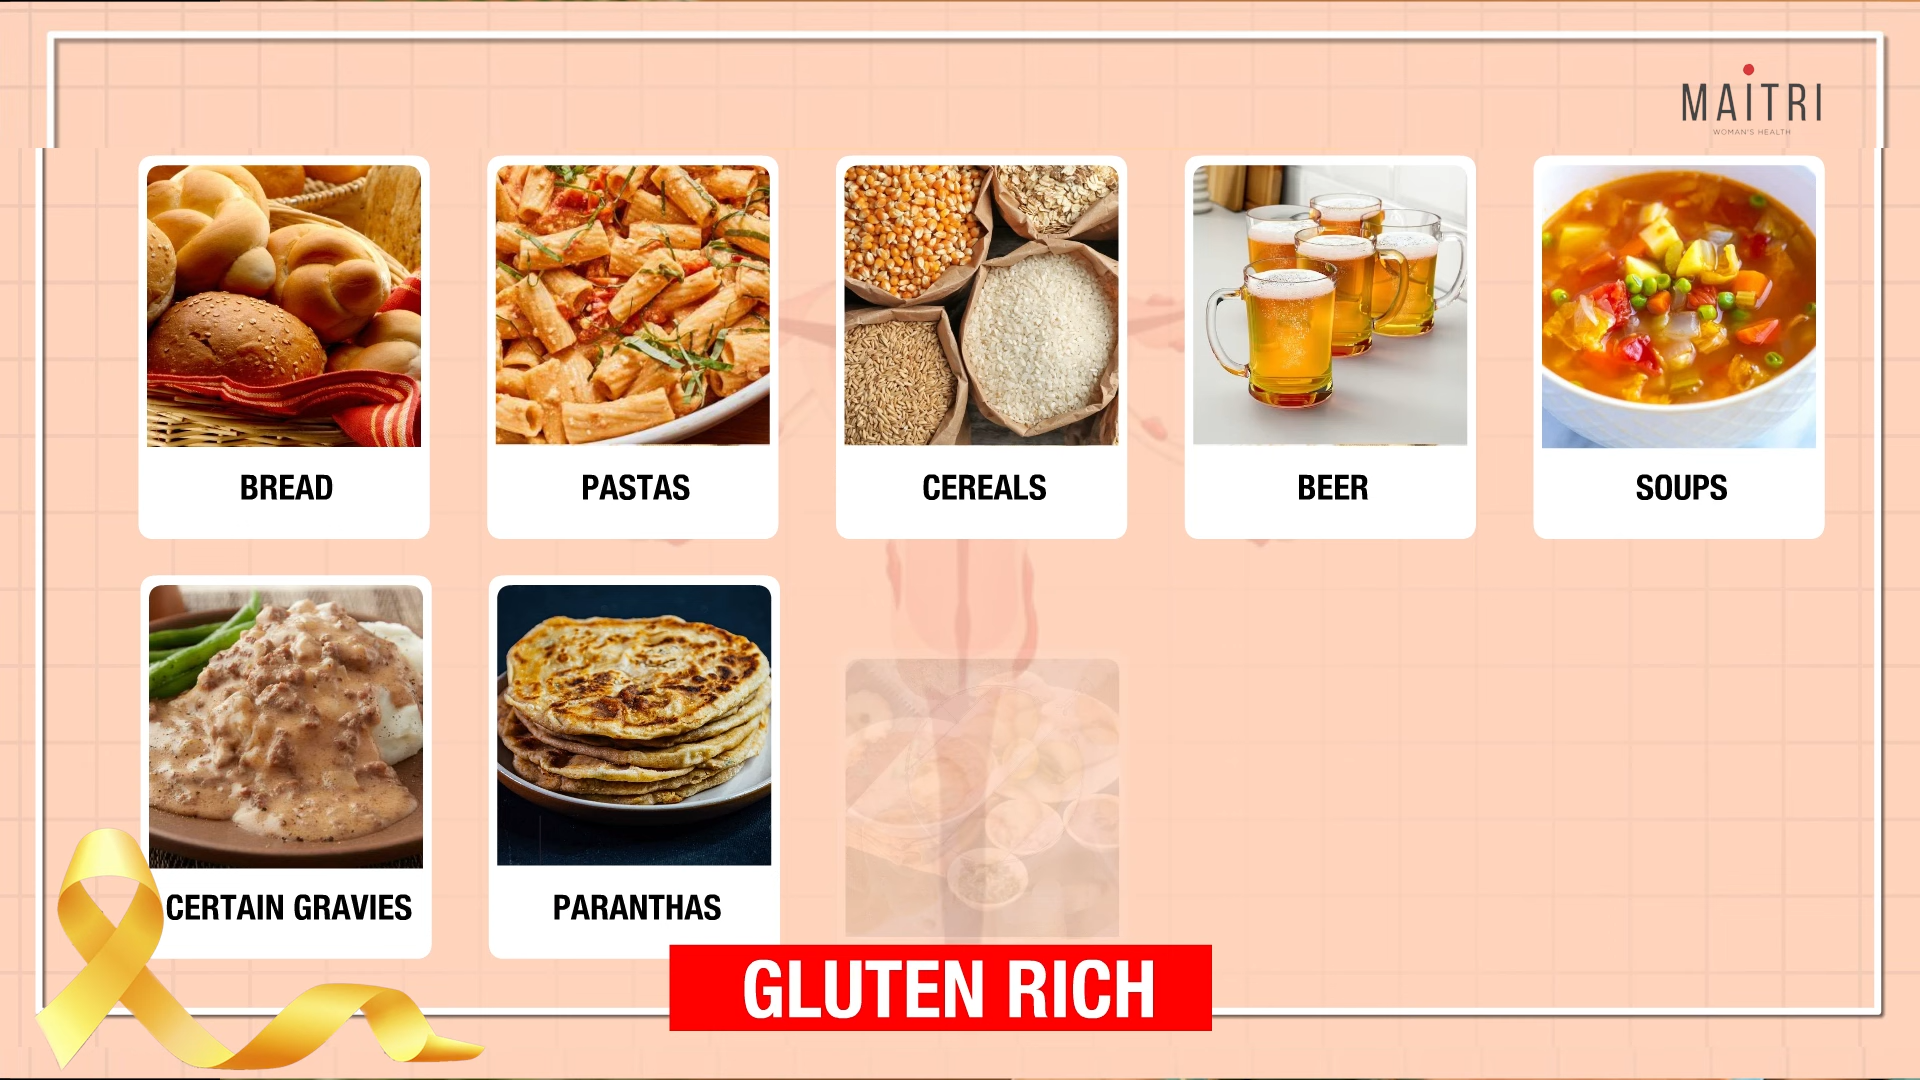 MAITRI
WOMAN'S HEALTH
BREAD
PASTAS
CEREALS
BEER
SOUPS
CERTAIN GRAVIES
PARANTHAS
GLUTEN RICH